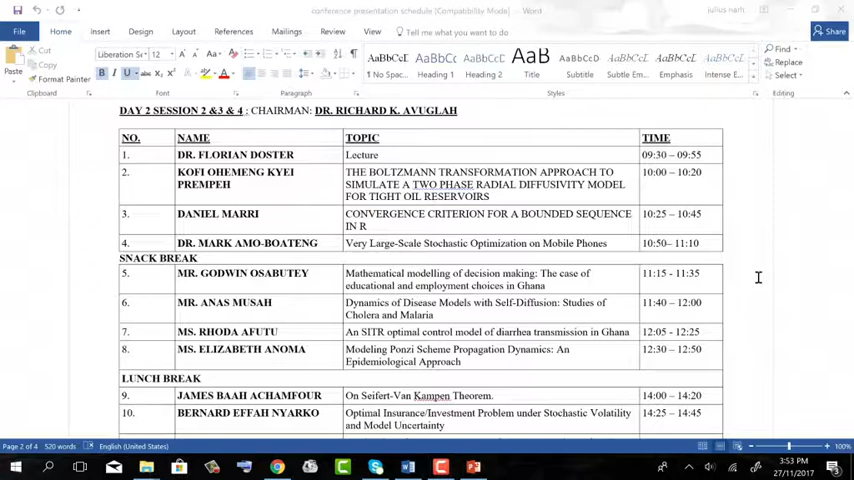 conference presentation schedule [Compatibility Mode] - Word
julius narh
File Home Insert Draw Design Layout References Mailings Review View Tell me what you want to do Share
Cut
Copy
Format Painter
Paste
Clipboard
Liberation Se 12
Font
Paragraph
AaBbCcDc AaBbCc AaBbCcE AaB AaBbCcD AaBbCcD AaBbCcDc AaBbCcDc
¶ No Spac... Heading 1 Heading 2 Title Subtitle Subtle Em... Emphasis Intense E...
Styles
Find
Replace
Select
Editing
DAY 2 SESSION 2 &3 & 4 ; CHAIRMAN: DR. RICHARD K. AVUGLAH
NO. NAME TOPIC TIME
1. DR. FLORIAN DOSTER Lecture 09:30 – 09:55
2. KOFI OHEMENG KYEI PREMPEH THE BOLTZMANN TRANSFORMATION APPROACH TO 10:00 – 10:20
SIMULATE A TWO PHASE RADIAL DIFFUSIVITY MODEL
FOR TIGHT OIL RESERVOIRS
3. DANIEL MARRI CONVERGENCE CRITERION FOR A BOUNDED SEQUENCE 10:25 – 10:45
IN R
4. DR. MARK AMO-BOATENG Very Large-Scale Stochastic Optimization on Mobile Phones 10:50– 11:10
SNACK BREAK
5. MR. GODWIN OSABUTEY Mathematical modelling of decision making: The case of 11:15 - 11:35
educational and employment choices in Ghana
6. MR. ANAS MUSAH Dynamics of Disease Models with Self-Diffusion: Studies of 11:40 – 12:00
Cholera and Malaria
7. MS. RHODA AFUTU An SITR optimal control model of diarrhea transmission in Ghana 12:05 - 12:25
8. MS. ELIZABETH ANOMA Modeling Ponzi Scheme Propagation Dynamics: An 12:30 – 12:50
Epidemiological Approach
LUNCH BREAK
9. JAMES BAAH ACHAMFOUR On Seifert-Van Kampen Theorem. 14:00 – 14:20
10. BERNARD EFFAH NYARKO Optimal Insurance/Investment Problem under Stochastic Volatility 14:25 – 14:45
and Model Uncertainty
Page 2 of 4 520 words English (United States) 100%
3:53 PM
27/11/2017